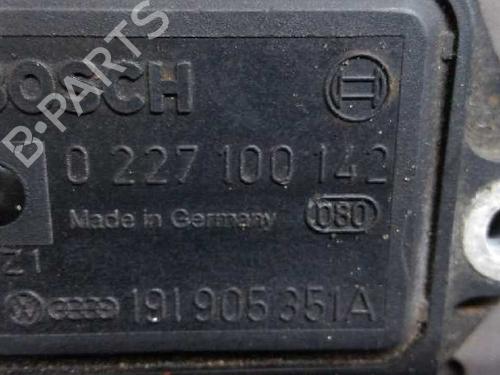 B-PARTS
BOSCH
0 227 100 142
Made in Germany 080
Z1
191 905 351A